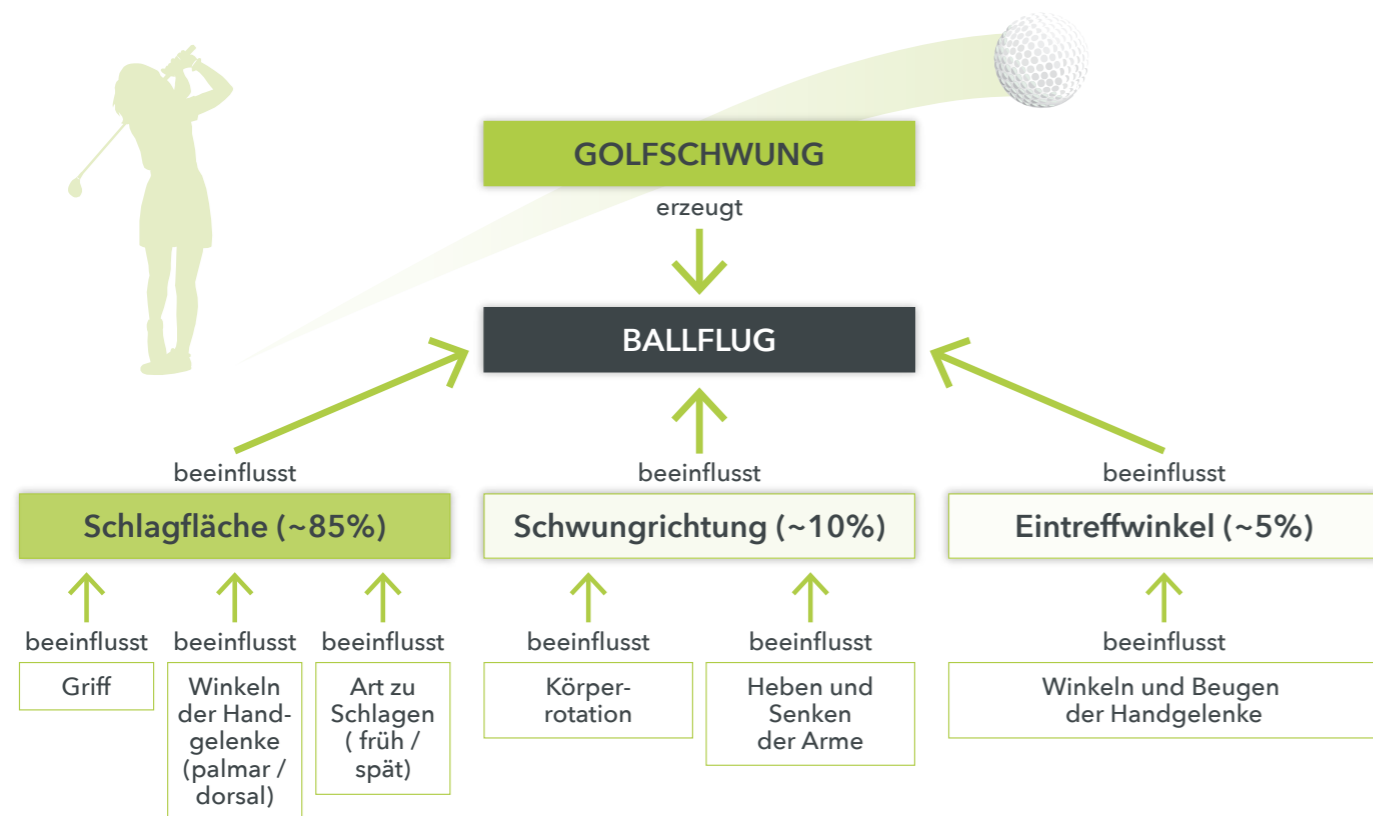 GOLFSCHWUNG
erzeugt
BALLFLUG
beeinflusst
beeinflusst
beeinflusst
Schlagfläche (~85%)
Schwungrichtung (~10%)
Eintreffwinkel (~5%)
beeinflusst
beeinflusst
beeinflusst
beeinflusst
beeinflusst
beeinflusst
Griff
Winkeln
der Hand-
gelenke
(palmar /
dorsal)
Art zu
Schlagen
( früh /
spät)
Körper-
rotation
Heben und
Senken
der Arme
Winkeln und Beugen
der Handgelenke